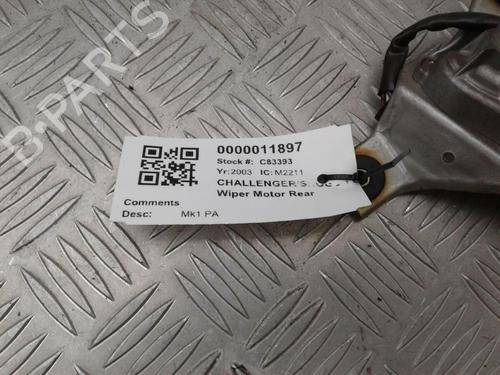 B-PARTS
0000011897
Stock #: C83393
Yr:2003 IC: M2211
CHALLENGER/S
Wiper Motor Rear
Comments
Desc: Mk1 PA